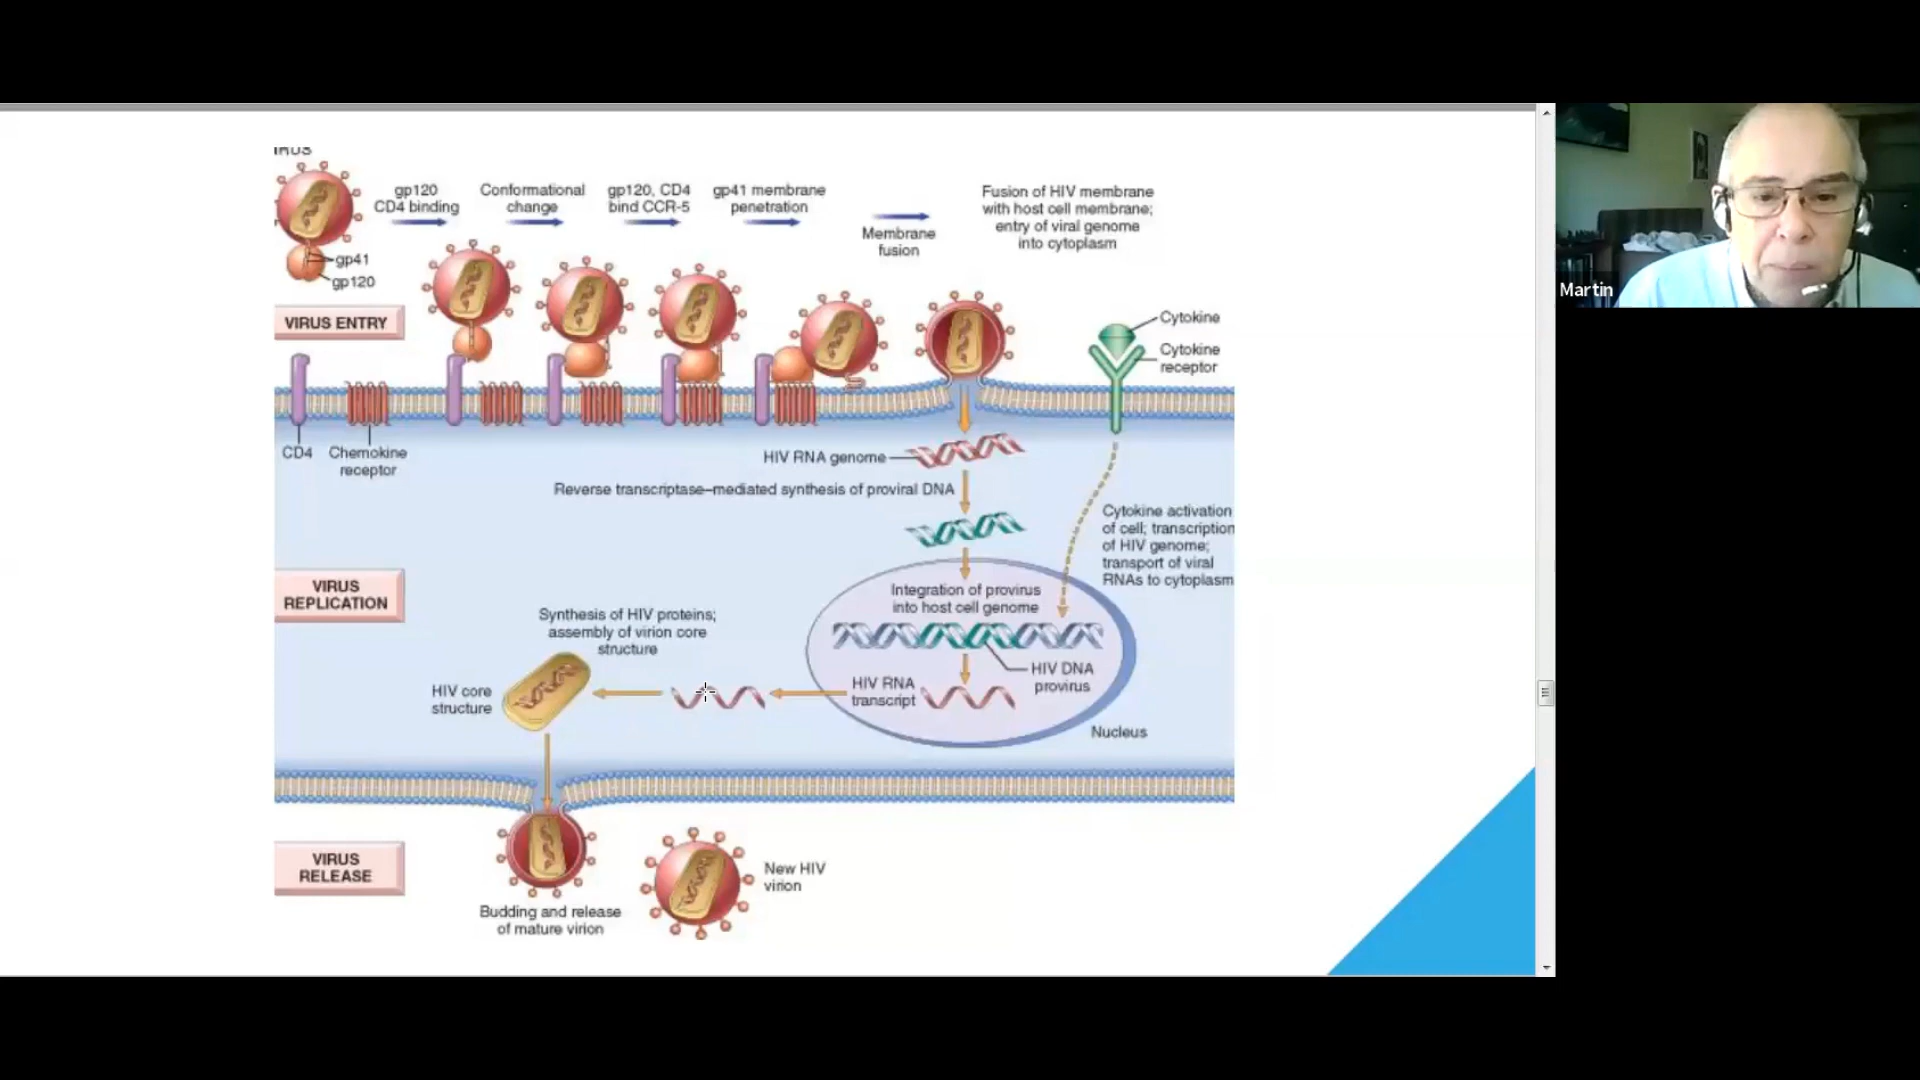 gp120
CD4 binding
Conformational
change
gp120, CD4
bind CCR-5
gp41 membrane
penetration
Membrane
fusion
Fusion of HIV membrane
with host cell membrane;
entry of viral genome
into cytoplasm
gp41
gp120
VIRUS ENTRY
Cytokine
Cytokine
receptor
CD4
Chemokine
receptor
HIV RNA genome
Reverse transcriptase–mediated synthesis of proviral DNA
Cytokine activation
of cell; transcription
of HIV genome;
transport of viral
RNAs to cytoplasm
VIRUS
REPLICATION
Integration of provirus
into host cell genome
Synthesis of HIV proteins;
assembly of virion core
structure
HIV DNA
provirus
HIV RNA
transcript
HIV core
structure
Nucleus
VIRUS
RELEASE
New HIV
virion
Budding and release
of mature virion
Martin